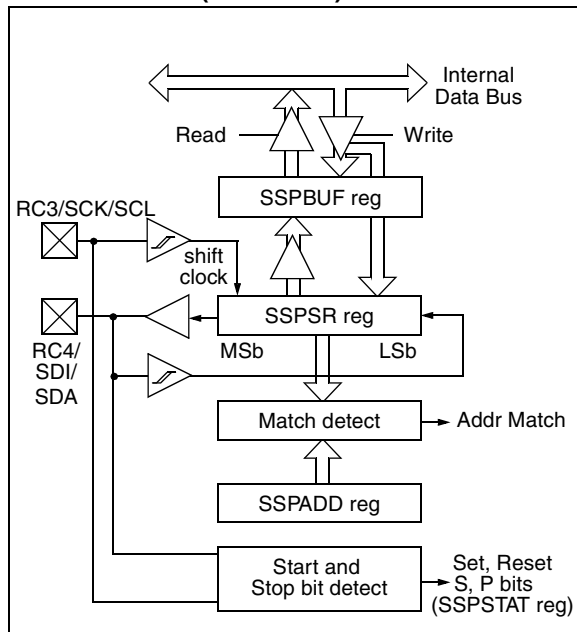 Internal
Data Bus
Read
Write
SSPBUF reg
RC3/SCK/SCL
shift
clock
SSPSR reg
MSb
LSb
RC4/
SDI/
SDA
Match detect
Addr Match
SSPADD reg
Start and
Stop bit detect
Set, Reset
S, P bits
(SSPSTAT reg)